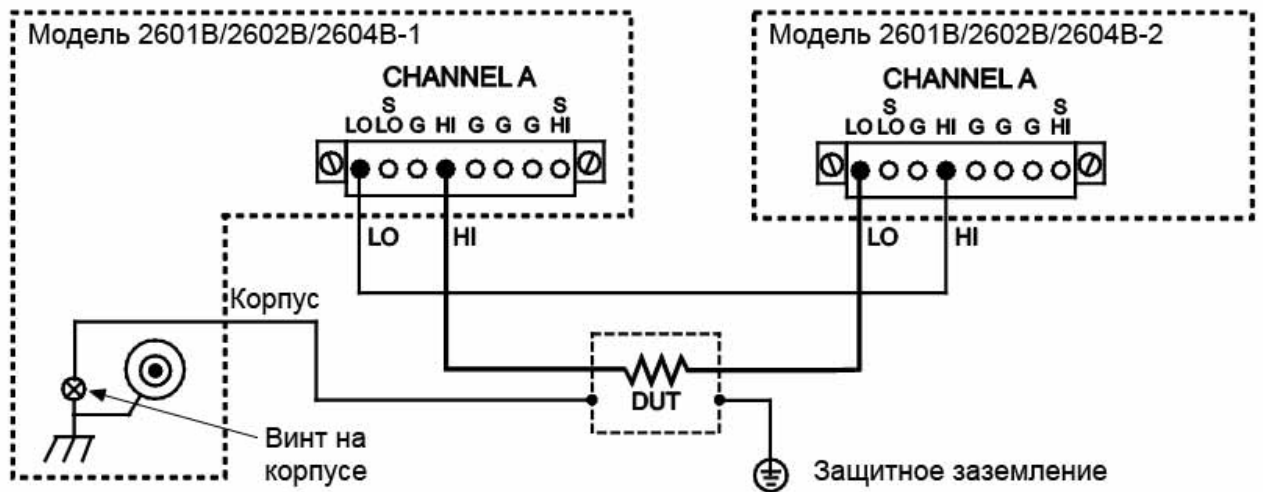 Модель 2601B/2602B/2604B-1
CHANNEL A
S S
LO LO G HI G G G HI
LO HI
Модель 2601B/2602B/2604B-2
CHANNEL A
S S
LO LO G HI G G G HI
LO HI
Корпус
DUT
Винт на
корпусе
Защитное заземление